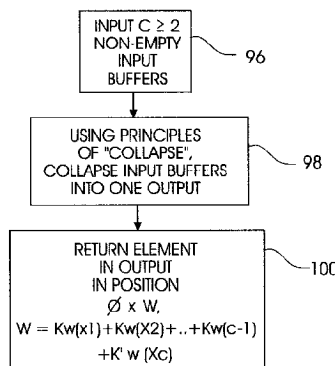 INPUT C ≥ 2
NON-EMPTY
INPUT
BUFFERS
96
USING PRINCIPLES
OF "COLLAPSE",
COLLAPSE INPUT BUFFERS
INTO ONE OUTPUT
98
RETURN ELEMENT
IN OUTPUT
IN POSITION
Ø x W,
W = Kw(x1)+Kw(X2)+..+Kw(c-1)
+K' w (Xc)
100